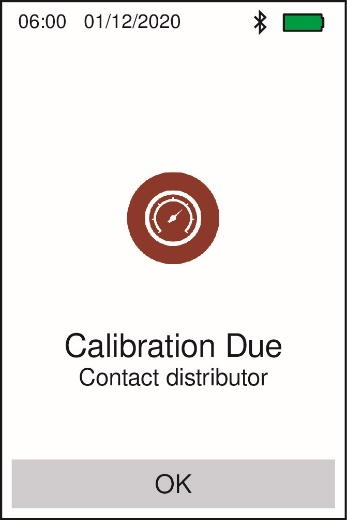 06:00 01/12/2020
Calibration Due
Contact distributor
OK